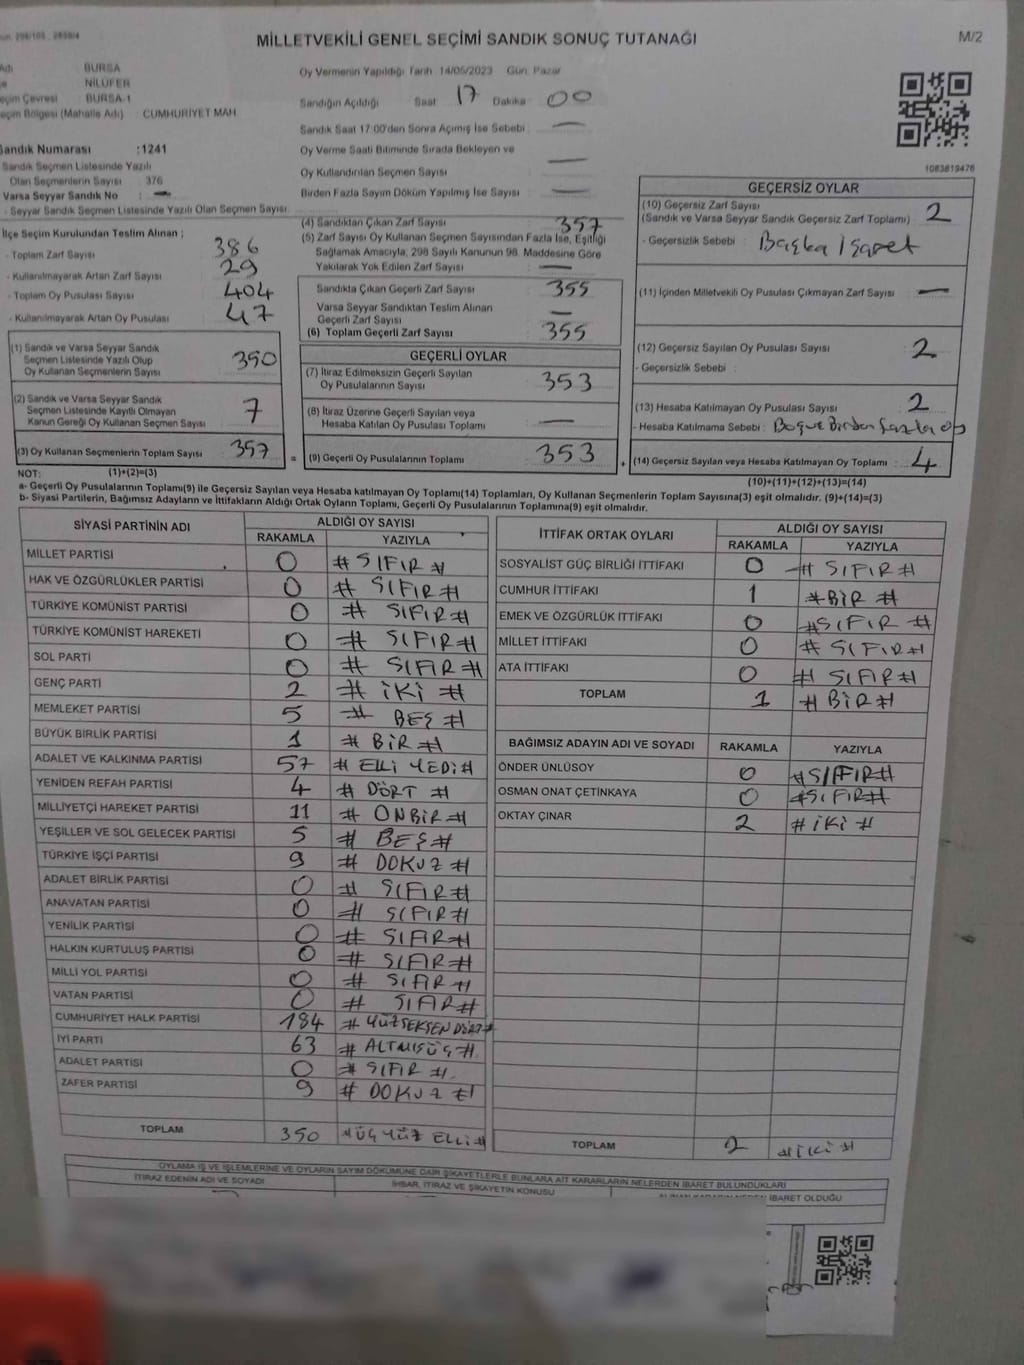 MİLLETVEKİLİ GENEL SEÇİMİ SANDIK SONUÇ TUTANAĞI
M/2
BURSA
NİLÜFER
BURSA-1
CUMHURİYET MAH.
Sandık Numarası :1241
Sandık Seçmen Listesinde Yazılı
Olan Seçmenlerin Sayısı : 376
Varsa Seyyar Sandık No : —
- Seyyar Sandık Seçmen Listesinde Yazılı Olan Seçmen Sayısı:
İlçe Seçim Kurulundan Teslim Alınan ;
- Toplam Zarf Sayısı : 386
- Kullanılmayarak Artan Zarf Sayısı : 29
- Toplam Oy Pusulası Sayısı : 404
- Kullanılmayarak Artan Oy Pusulası : 47
(1) Sandık ve Varsa Seyyar Sandık
Seçmen Listesinde Yazılı Olup
Oy Kullanan Seçmenlerin Sayısı : 350
(2) Sandık ve Varsa Seyyar Sandık
Seçmen Listesinde Kayıtlı Olmayan
Kanun Gereği Oy Kullanan Seçmen Sayısı : 7
(3) Oy Kullanan Seçmenlerin Toplam Sayısı : 357
Oy Vermenin Yapıldığı Tarih :14/05/2023 Gün: Pazar
Sandığın Açıldığı Saat 17 Dakika 00
Sandık Saat 17:00'den Sonra Açılmış İse Sebebi : —
Oy Verme Saati Bitiminde Sırada Bekleyen ve
Oy Kullandırılan Seçmen Sayısı : —
Birden Fazla Sayım Döküm Yapılmış İse Sayısı : —
(4) Sandıktan Çıkan Zarf Sayısı : 357
(5) Zarf Sayısı Oy Kullanan Seçmen Sayısından Fazla İse, Eşitliği
Sağlamak Amacıyla, 298 Sayılı Kanunun 98. Maddesine Göre
Yakılarak Yok Edilen Zarf Sayısı : —
Sandıkta Çıkan Geçerli Zarf Sayısı : 355
Varsa Seyyar Sandıktan Teslim Alınan
Geçerli Zarf Sayısı : —
(6) Toplam Geçerli Zarf Sayısı : 355
GEÇERLİ OYLAR
(7) İtiraz Edilmeksizin Geçerli Sayılan
Oy Pusulalarının Sayısı : 353
(8) İtiraz Üzerine Geçerli Sayılan veya
Hesaba Katılan Oy Pusulası Toplamı : —
= (9) Geçerli Oy Pusulalarının Toplamı : 353
1083819476
GEÇERSİZ OYLAR
(10) Geçersiz Zarf Sayısı
(Sandık ve Varsa Seyyar Sandık Geçersiz Zarf Toplamı) : 2
- Geçersizlik Sebebi : Başka İşaret
(11) İçinden Milletvekili Oy Pusulası Çıkmayan Zarf Sayısı : —
(12) Geçersiz Sayılan Oy Pusulası Sayısı : 2
- Geçersizlik Sebebi :
(13) Hesaba Katılmayan Oy Pusulası Sayısı : 2
- Hesaba Katılmama Sebebi :
+ (14) Geçersiz Sayılan veya Hesaba Katılmayan Oy Toplamı : 4
NOT: (1)+(2)=(3)
(10)+(11)+(12)+(13)=(14)
a- Geçerli Oy Pusulalarının Toplamı(9) ile Geçersiz Sayılan veya Hesaba katılmayan Oy Toplamı(14) Toplamları, Oy Kullanan Seçmenlerin Toplam Sayısına(3) eşit olmalıdır. (9)+(14)=(3)
b- Siyasi Partilerin, Bağımsız Adayların ve İttifakların Aldığı Ortak Oyların Toplamı, Geçerli Oy Pusulalarının Toplamına(9) eşit olmalıdır.
SİYASİ PARTİNİN ADI ALDIĞI OY SAYISI
RAKAMLA YAZIYLA
MİLLET PARTİSİ 0 # SIFIR #
HAK VE ÖZGÜRLÜKLER PARTİSİ 0 # SIFIR #
TÜRKİYE KOMÜNİST PARTİSİ 0 # SIFIR #
TÜRKİYE KOMÜNİST HAREKETİ 0 # SIFIR #
SOL PARTİ 0 # SIFIR #
GENÇ PARTİ 2 # İKİ #
MEMLEKET PARTİSİ 5 # BEŞ #
BÜYÜK BİRLİK PARTİSİ 1 # BİR #
ADALET VE KALKINMA PARTİSİ 57 # ELLİ YEDİ #
YENİDEN REFAH PARTİSİ 4 # DÖRT #
MİLLİYETÇİ HAREKET PARTİSİ 11 # ONBİR #
YEŞİLLER VE SOL GELECEK PARTİSİ 5 # BEŞ #
TÜRKİYE İŞÇİ PARTİSİ 9 # DOKUZ #
ADALET BİRLİK PARTİSİ 0 # SIFIR #
ANAVATAN PARTİSİ 0 # SIFIR #
YENİLİK PARTİSİ 0 # SIFIR #
HALKIN KURTULUŞ PARTİSİ 0 # SIFIR #
MİLLİ YOL PARTİSİ 0 # SIFIR #
VATAN PARTİSİ 0 # SIFIR #
CUMHURİYET HALK PARTİSİ 184 # YÜZSEKSEN DÖRT #
İYİ PARTİ 63 # ALTMIŞÜÇ #
ADALET PARTİSİ 0 # SIFIR #
ZAFER PARTİSİ 9 # DOKUZ #
TOPLAM 350 # ÜÇ YÜZ ELLİ #
İTTİFAK ORTAK OYLARI ALDIĞI OY SAYISI
RAKAMLA YAZIYLA
SOSYALİST GÜÇ BİRLİĞİ İTTİFAKI 0 # SIFIR #
CUMHUR İTTİFAKI 1 # BİR #
EMEK VE ÖZGÜRLÜK İTTİFAKI 0 # SIFIR #
MİLLET İTTİFAKI 0 # SIFIR #
ATA İTTİFAKI 0 # SIFIR #
TOPLAM 1 # BİR #
BAĞIMSIZ ADAYIN ADI VE SOYADI RAKAMLA YAZIYLA
ÖNDER ÜNLÜSOY 0 # SIFIR #
OSMAN ONAT ÇETİNKAYA 0 # SIFIR #
OKTAY ÇINAR 2 # İKİ #
TOPLAM 2 # İKİ #
OYLAMA İŞ VE İŞLEMLERİNE VE OYLARIN SAYIM DÖKÜMÜNE DAİR ŞİKAYETLERLE BUNLARA AİT KARARLARIN NELERDEN İBARET BULUNDUKLARI
İTİRAZ EDENİN ADI VE SOYADI İHBAR, İTİRAZ VE ŞİKAYETİN KONUSU ALINAN KARARIN NEDEN İBARET OLDUĞU